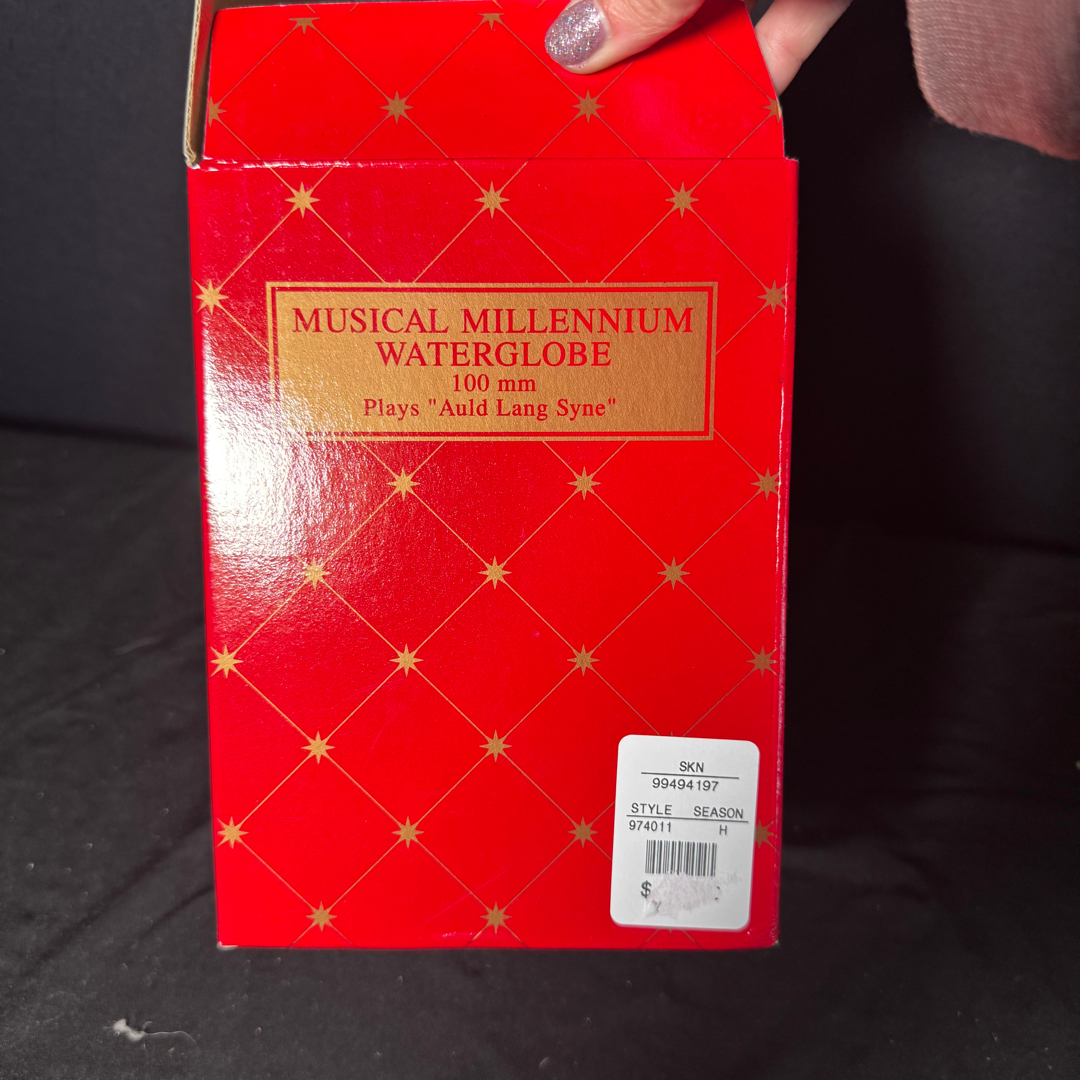 MUSICAL MILLENNIUM
WATERGLOBE
100 mm
Plays "Auld Lang Syne"
SKN
99494197
STYLE SEASON
974011 H
$